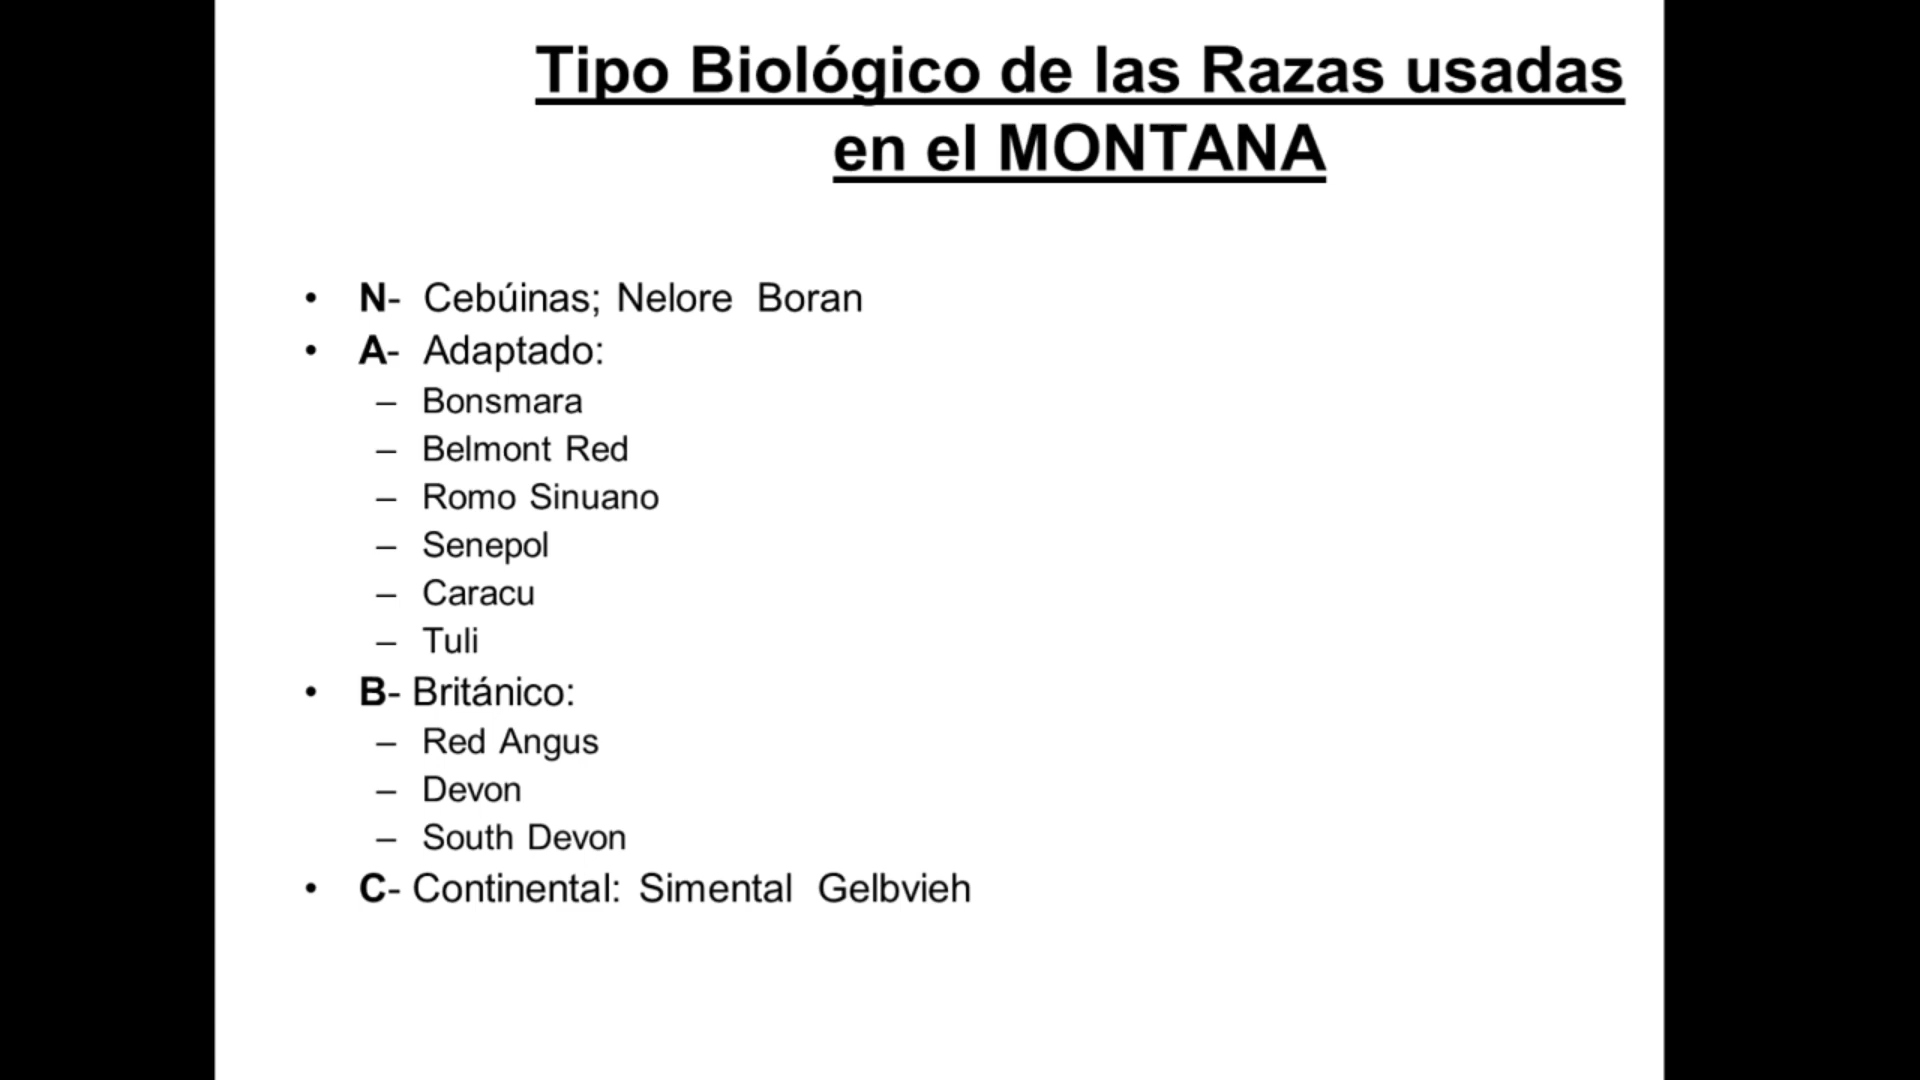 Tipo Biológico de las Razas usadas
en el MONTANA
• N- Cebúinas; Nelore Boran
• A- Adaptado:
– Bonsmara
– Belmont Red
– Romo Sinuano
– Senepol
– Caracu
– Tuli
• B- Británico:
– Red Angus
– Devon
– South Devon
• C- Continental: Simental Gelbvieh